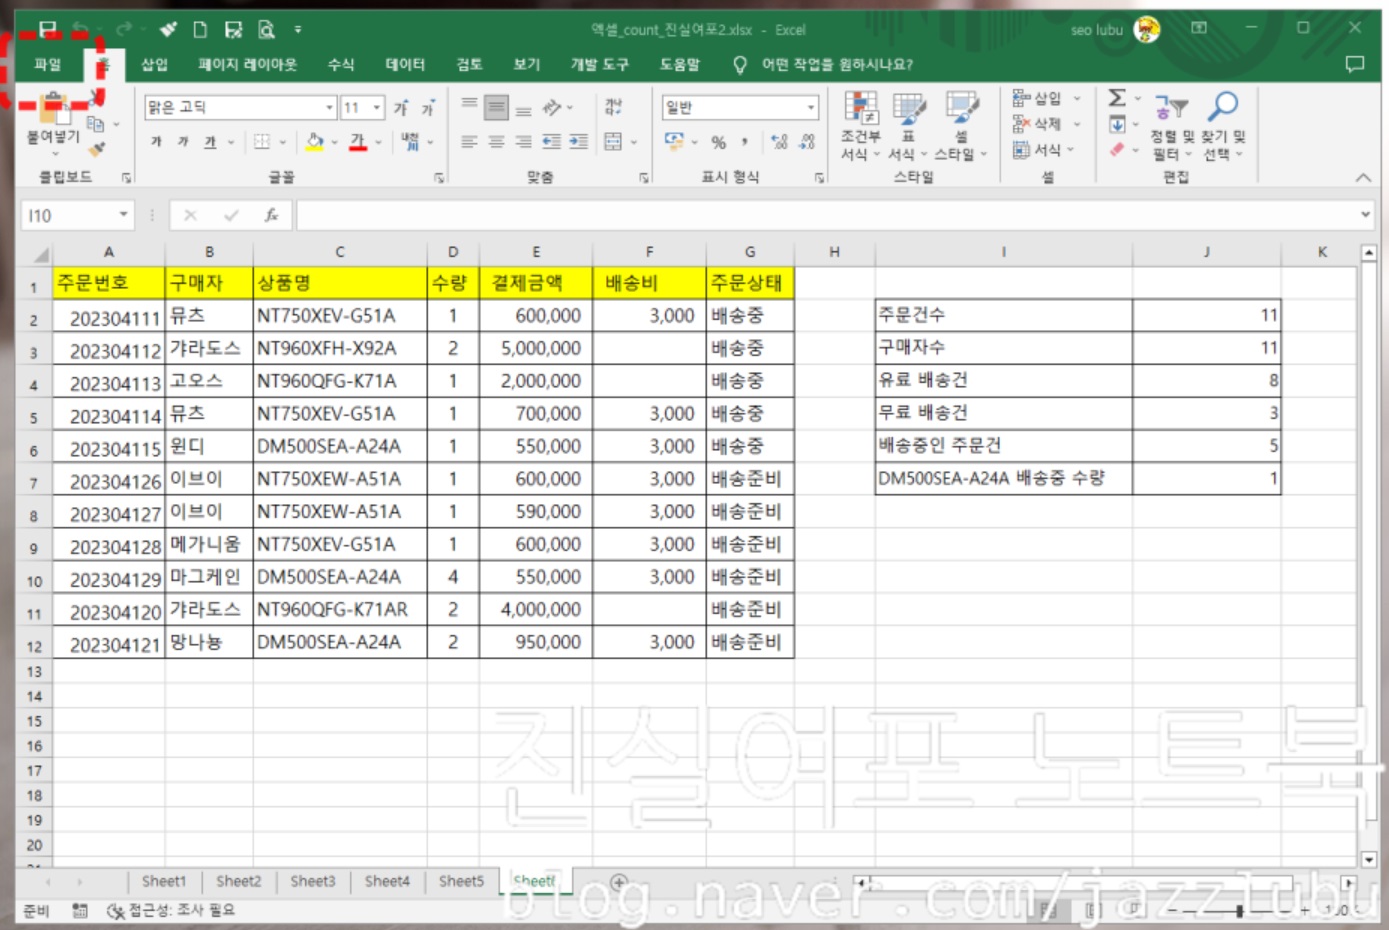 엑셀_count_진실여포2.xlsx - Excel
seo lubu
파일 홈 삽입 페이지 레이아웃 수식 데이터 검토 보기 개발 도구 도움말 어떤 작업을 원하시나요?
붙여넣기
맑은 고딕 11 가 가
가 가 가 가 내천
일반
% ,
조건부 서식
표 서식
셀 스타일
삽입
삭제
서식
정렬 및 필터
찾기 및 선택
클립보드 글꼴 맞춤 표시 형식 스타일 셀 편집
I10 fx
A B C D E F G H I J K
1 주문번호 구매자 상품명 수량 결제금액 배송비 주문상태
2 202304111 뮤츠 NT750XEV-G51A 1 600,000 3,000 배송중 주문건수 11
3 202304112 갸라도스 NT960XFH-X92A 2 5,000,000 배송중 구매자수 11
4 202304113 고오스 NT960QFG-K71A 1 2,000,000 배송중 유료 배송건 8
5 202304114 뮤츠 NT750XEV-G51A 1 700,000 3,000 배송중 무료 배송건 3
6 202304115 윈디 DM500SEA-A24A 1 550,000 3,000 배송중 배송중인 주문건 5
7 202304126 이브이 NT750XEW-A51A 1 600,000 3,000 배송준비 DM500SEA-A24A 배송중 수량 1
8 202304127 이브이 NT750XEW-A51A 1 590,000 3,000 배송준비
9 202304128 메가니움 NT750XEV-G51A 1 600,000 3,000 배송준비
10 202304129 마그케인 DM500SEA-A24A 4 550,000 3,000 배송준비
11 202304120 갸라도스 NT960QFG-K71AR 2 4,000,000 배송준비
12 202304121 망나뇽 DM500SEA-A24A 2 950,000 3,000 배송준비
13
14
15
16
17
18
19
20
진실여포 노트북
Sheet1 Sheet2 Sheet3 Sheet4 Sheet5 Sheet6
blog.naver.com/jazzlubu
준비 접근성: 조사 필요